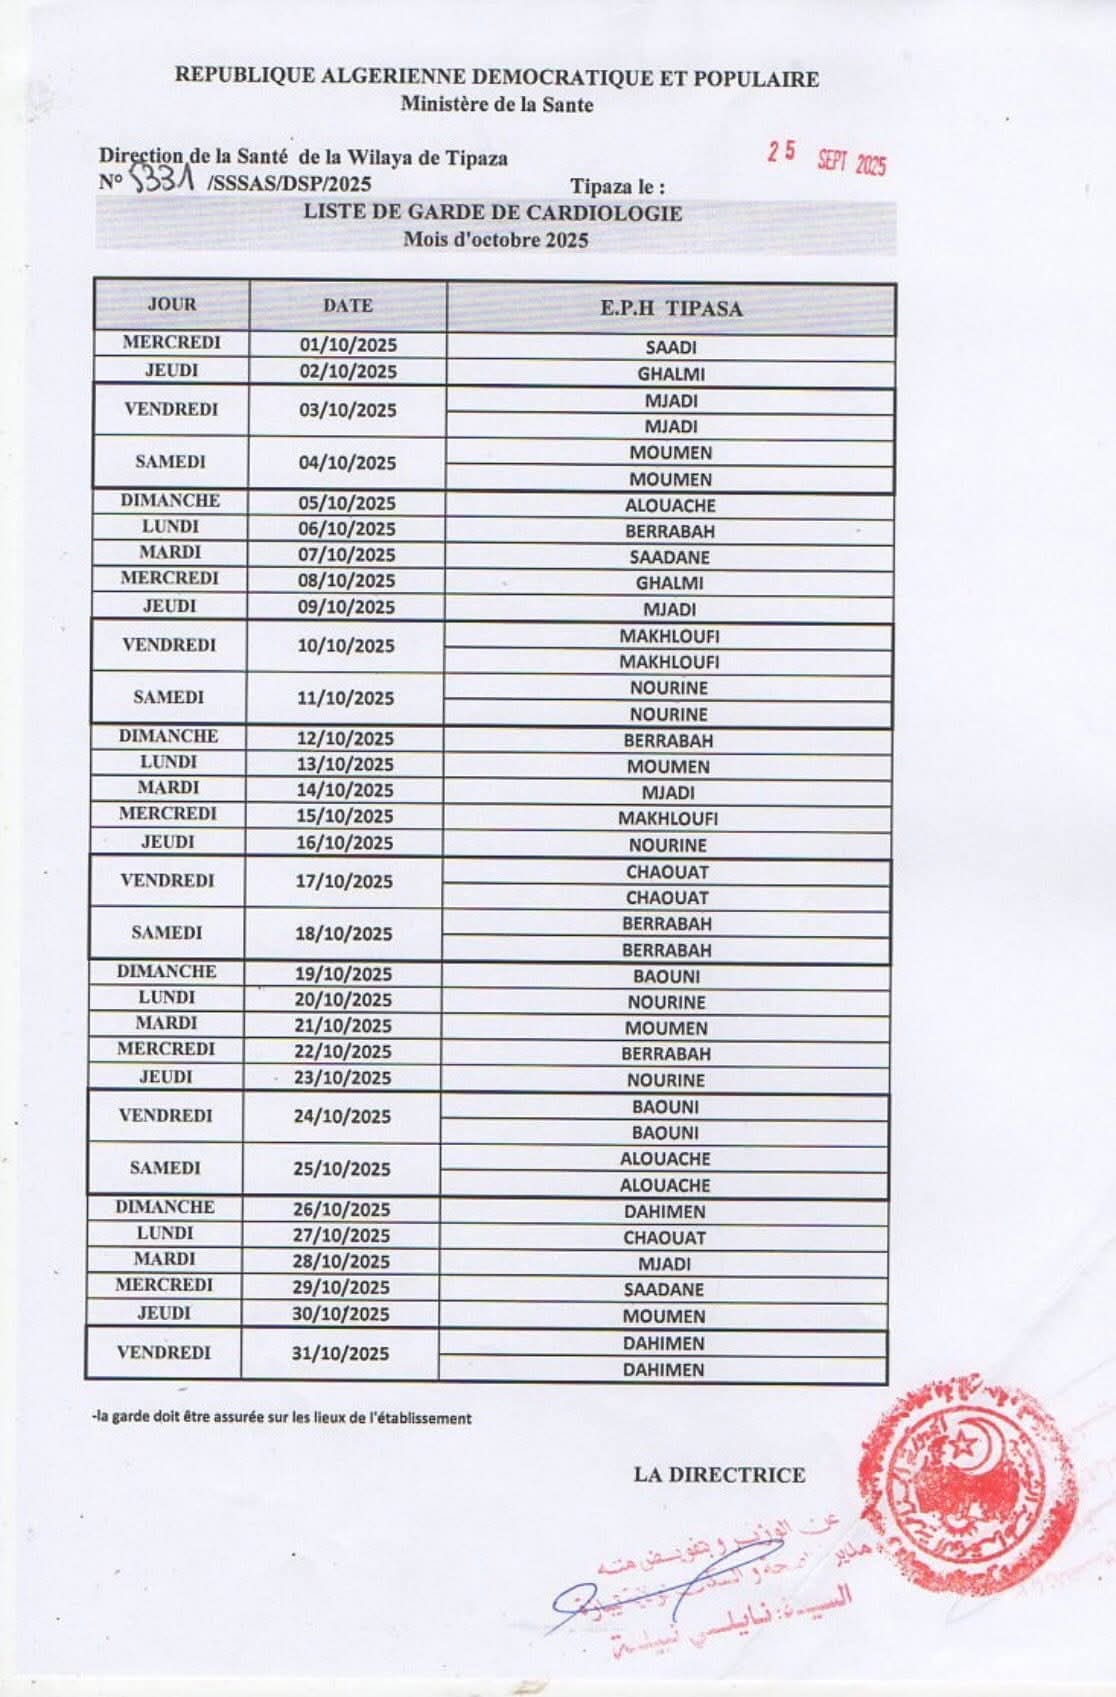 REPUBLIQUE ALGERIENNE DEMOCRATIQUE ET POPULAIRE
Ministère de la Sante
Direction de la Santé de la Wilaya de Tipaza
25 SEPT 2025
N° 5331 /SSSAS/DSP/2025 Tipaza le :
LISTE DE GARDE DE CARDIOLOGIE
Mois d'octobre 2025
JOUR DATE E.P.H TIPASA
MERCREDI 01/10/2025 SAADI
JEUDI 02/10/2025 GHALMI
VENDREDI 03/10/2025 MJADI
MJADI
SAMEDI 04/10/2025 MOUMEN
MOUMEN
DIMANCHE 05/10/2025 ALOUACHE
LUNDI 06/10/2025 BERRABAH
MARDI 07/10/2025 SAADANE
MERCREDI 08/10/2025 GHALMI
JEUDI 09/10/2025 MJADI
VENDREDI 10/10/2025 MAKHLOUFI
MAKHLOUFI
SAMEDI 11/10/2025 NOURINE
NOURINE
DIMANCHE 12/10/2025 BERRABAH
LUNDI 13/10/2025 MOUMEN
MARDI 14/10/2025 MJADI
MERCREDI 15/10/2025 MAKHLOUFI
JEUDI 16/10/2025 NOURINE
VENDREDI 17/10/2025 CHAOUAT
CHAOUAT
SAMEDI 18/10/2025 BERRABAH
BERRABAH
DIMANCHE 19/10/2025 BAOUNI
LUNDI 20/10/2025 NOURINE
MARDI 21/10/2025 MOUMEN
MERCREDI 22/10/2025 BERRABAH
JEUDI 23/10/2025 NOURINE
VENDREDI 24/10/2025 BAOUNI
BAOUNI
SAMEDI 25/10/2025 ALOUACHE
ALOUACHE
DIMANCHE 26/10/2025 DAHIMEN
LUNDI 27/10/2025 CHAOUAT
MARDI 28/10/2025 MJADI
MERCREDI 29/10/2025 SAADANE
JEUDI 30/10/2025 MOUMEN
VENDREDI 31/10/2025 DAHIMEN
DAHIMEN
-la garde doit être assurée sur les lieux de l'établissement
LA DIRECTRICE
عن الوزير و بتفويض منه
مدير
السيدة: نايلي نبيلة